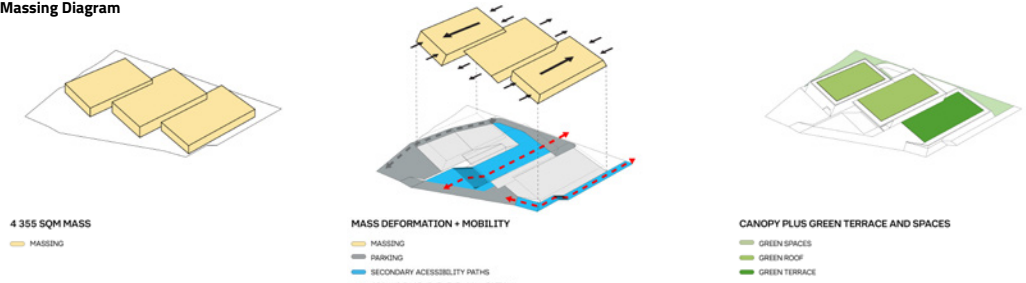 Massing Diagram
4 355 SQM MASS
MASSING
MASS DEFORMATION + MOBILITY
MASSING
PARKING
SECONDARY ACESSIBILITY PATHS
CANOPY PLUS GREEN TERRACE AND SPACES
GREEN SPACES
GREEN ROOF
GREEN TERRACE